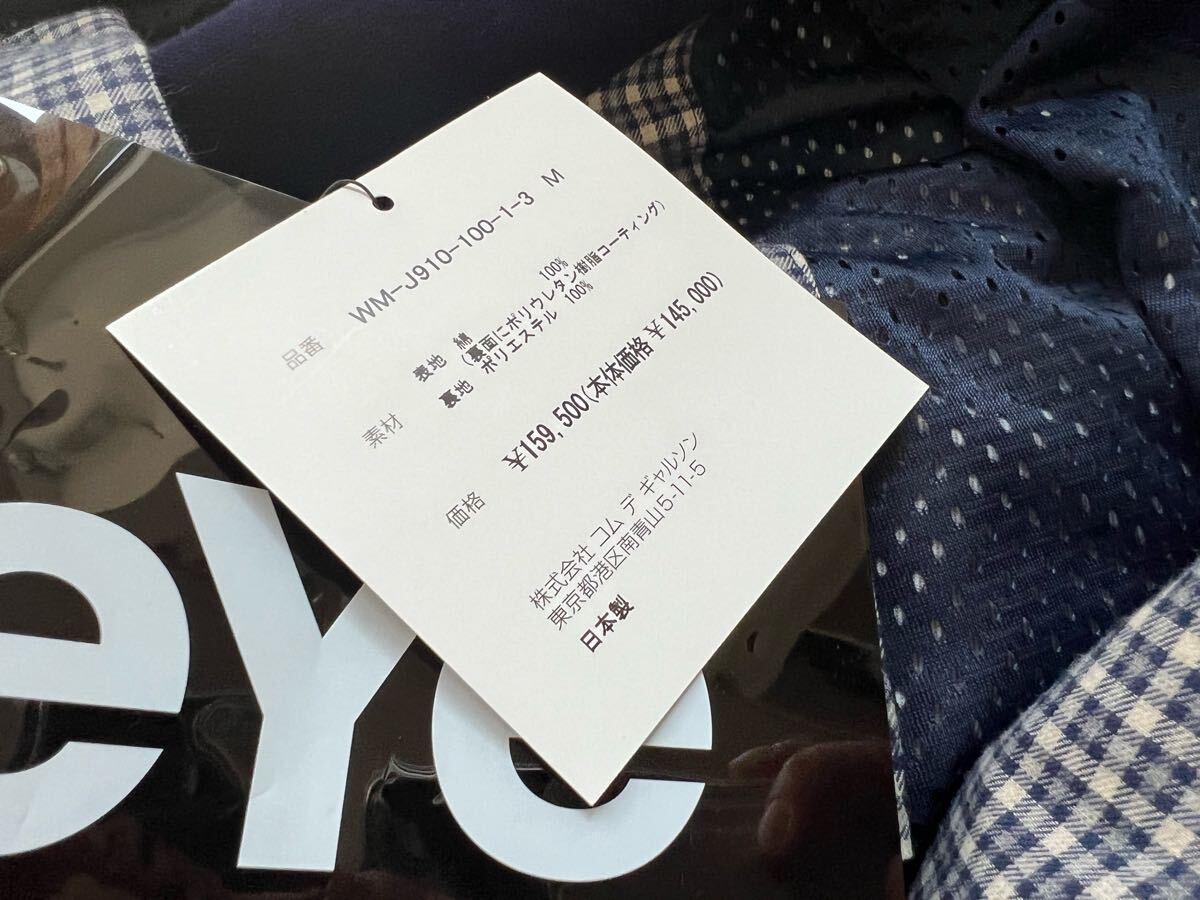 品番 WM-J910-100-1-3 M
素材 表地 綿 100%
(裏面にポリウレタン樹脂コーティング)
裏地 ポリエステル 100%
価格 ¥159,500(本体価格 ¥145,000)
株式会社 コム デ ギャルソン
東京都港区南青山5-11-5
日本製
eYe